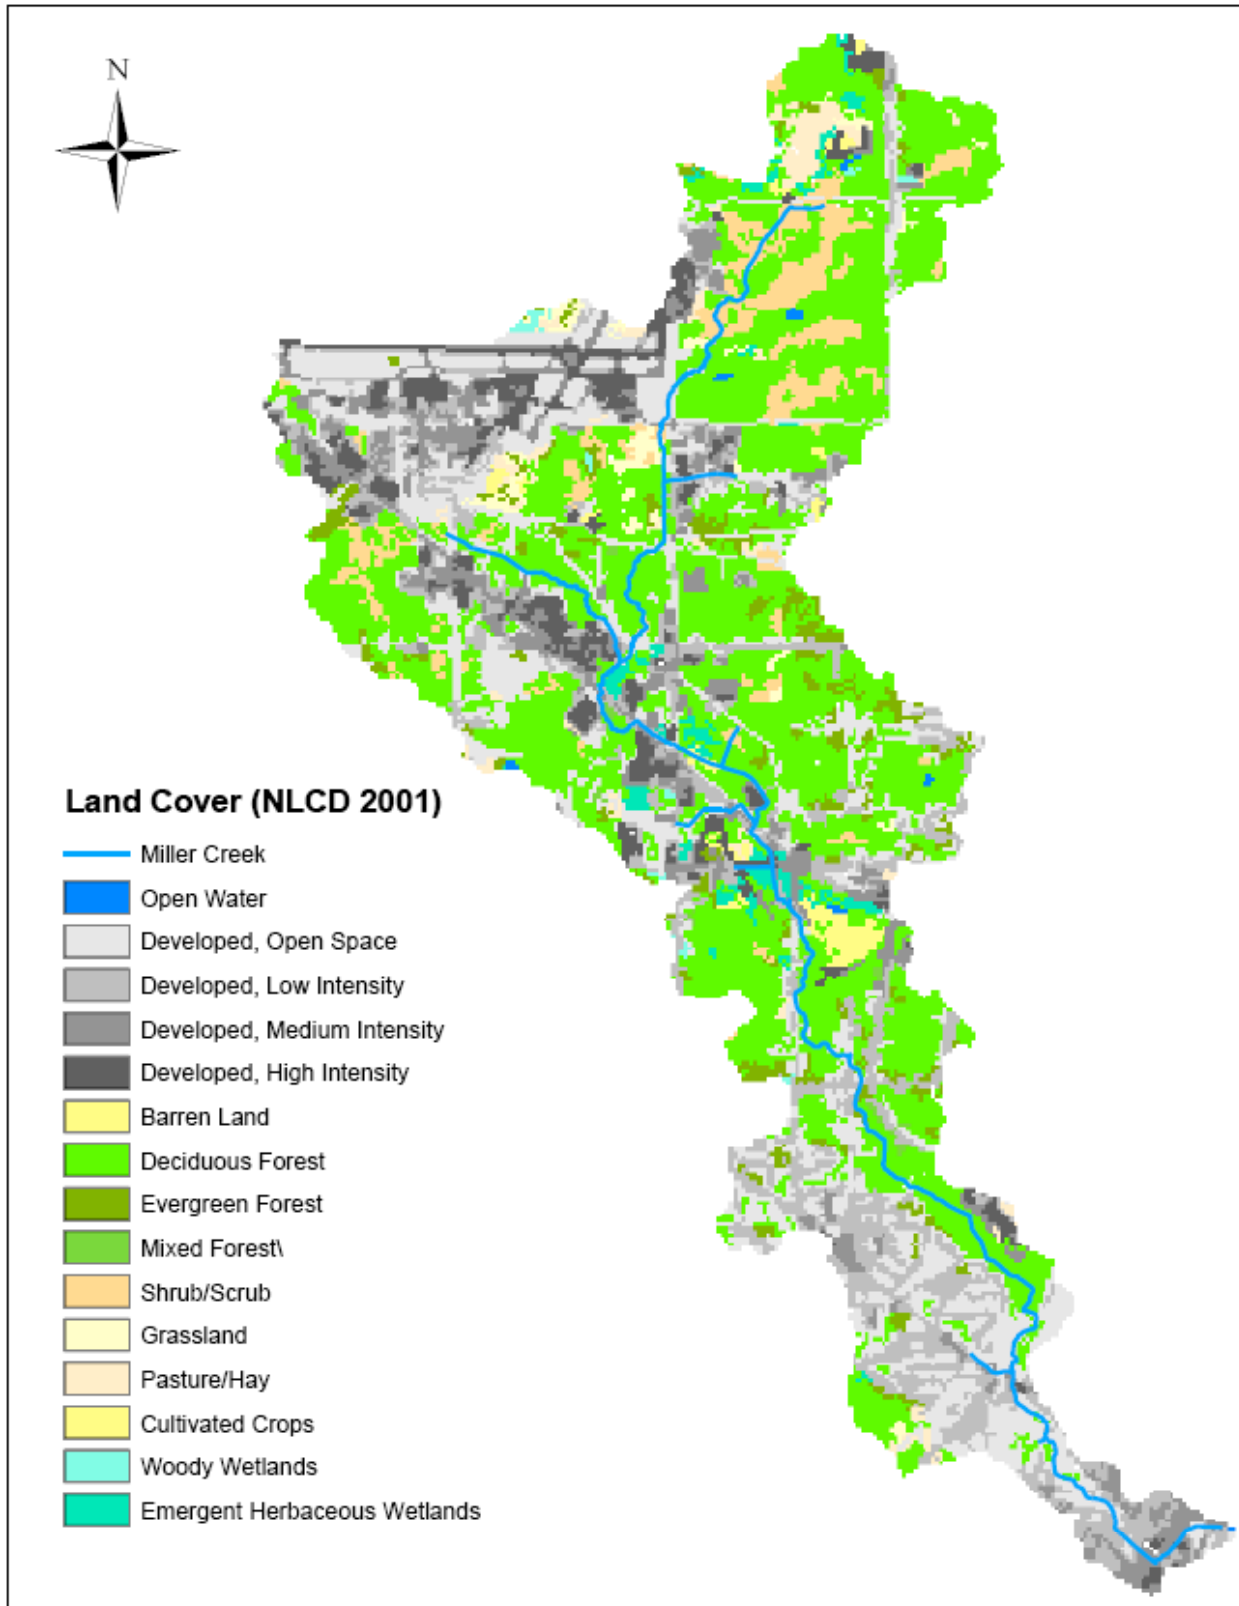 N
Land Cover (NLCD 2001)
Miller Creek
Open Water
Developed, Open Space
Developed, Low Intensity
Developed, Medium Intensity
Developed, High Intensity
Barren Land
Deciduous Forest
Evergreen Forest
Mixed Forest\
Shrub/Scrub
Grassland
Pasture/Hay
Cultivated Crops
Woody Wetlands
Emergent Herbaceous Wetlands